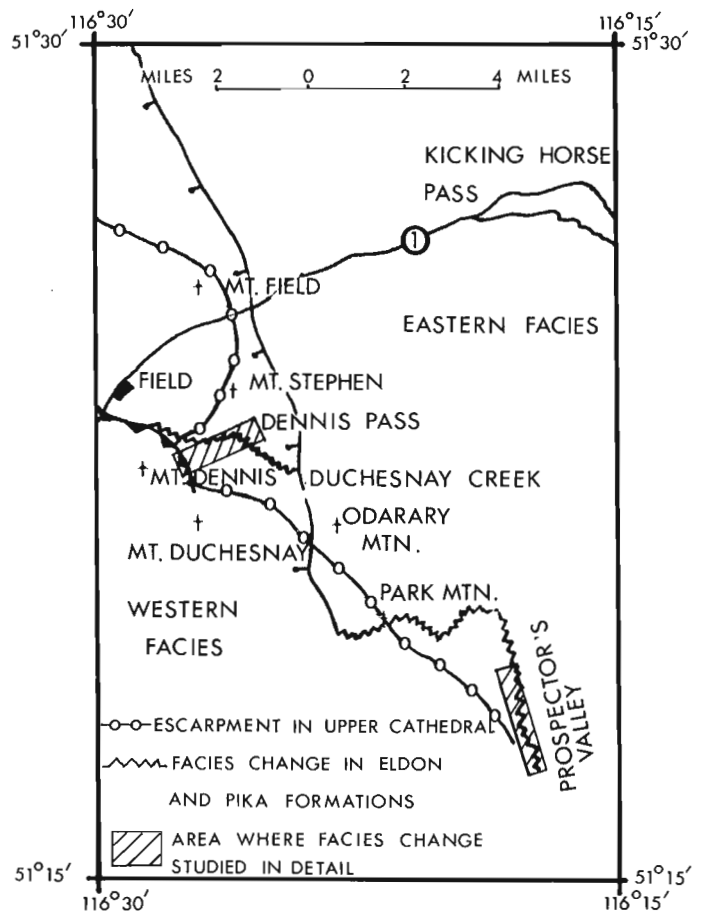 116°30′ 116°15′
51°30′ 51°30′
MILES 2 0 2 4 MILES
KICKING HORSE
PASS
1
MT. FIELD
EASTERN FACIES
FIELD
MT. STEPHEN
DENNIS PASS
MT. DENNIS
DUCHESNAY CREEK
ODARARY
MTN.
MT. DUCHESNAY
PARK MTN.
WESTERN
FACIES
PROSPECTOR'S
VALLEY
ESCARPMENT IN UPPER CATHEDRAL
FACIES CHANGE IN ELDON
AND PIKA FORMATIONS
AREA WHERE FACIES CHANGE
STUDIED IN DETAIL
51°15′ 51°15′
116°30′ 116°15′